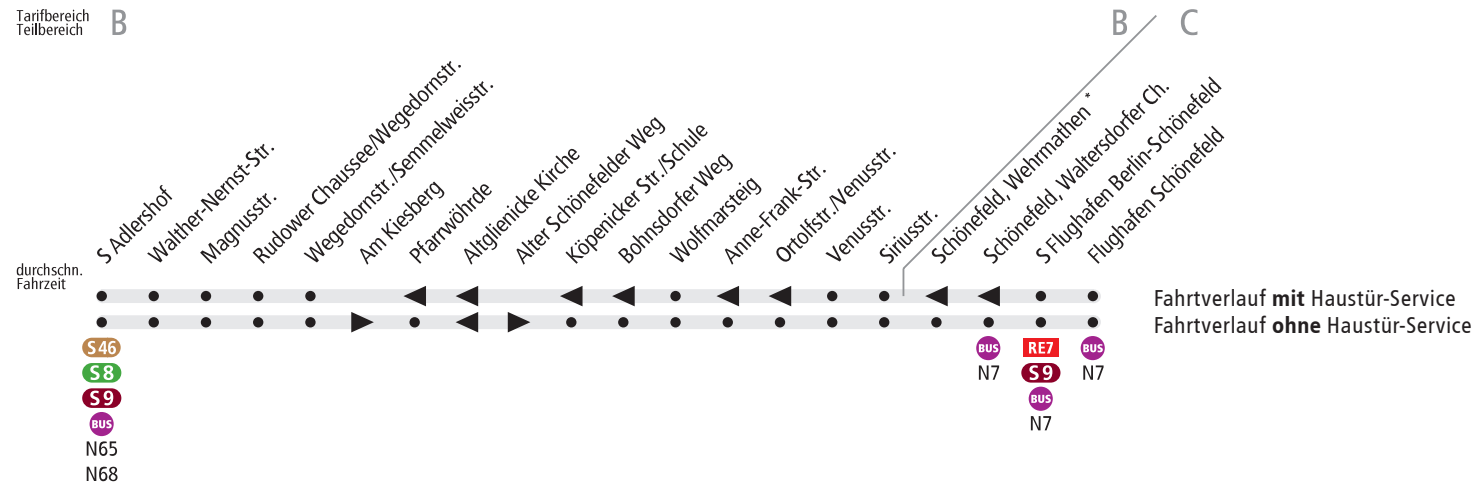 Tarifbereich
Teilbereich
B
B
C
S Adlershof
Walther-Nernst-Str.
Magnusstr.
Rudower Chaussee/Wegedornstr.
Wegedornstr./Semmelweisstr.
Am Kiesberg
Pfarrwöhrde
Altglienicke Kirche
Alter Schönefelder Weg
Köpenicker Str./Schule
Bohnsdorfer Weg
Wolfmarsteig
Anne-Frank-Str.
Ortolfstr./Venusstr.
Venusstr.
Siriusstr.
Schönefeld, Wehrmathen *
Schönefeld, Waltersdorfer Ch.
S Flughafen Berlin-Schönefeld
Flughafen Schönefeld
durchschn.
Fahrzeit
Fahrtverlauf mit Haustür-Service
Fahrtverlauf ohne Haustür-Service
S46
S8
S9
BUS
N65
N68
BUS
N7
RE7
S9
BUS
N7
BUS
N7